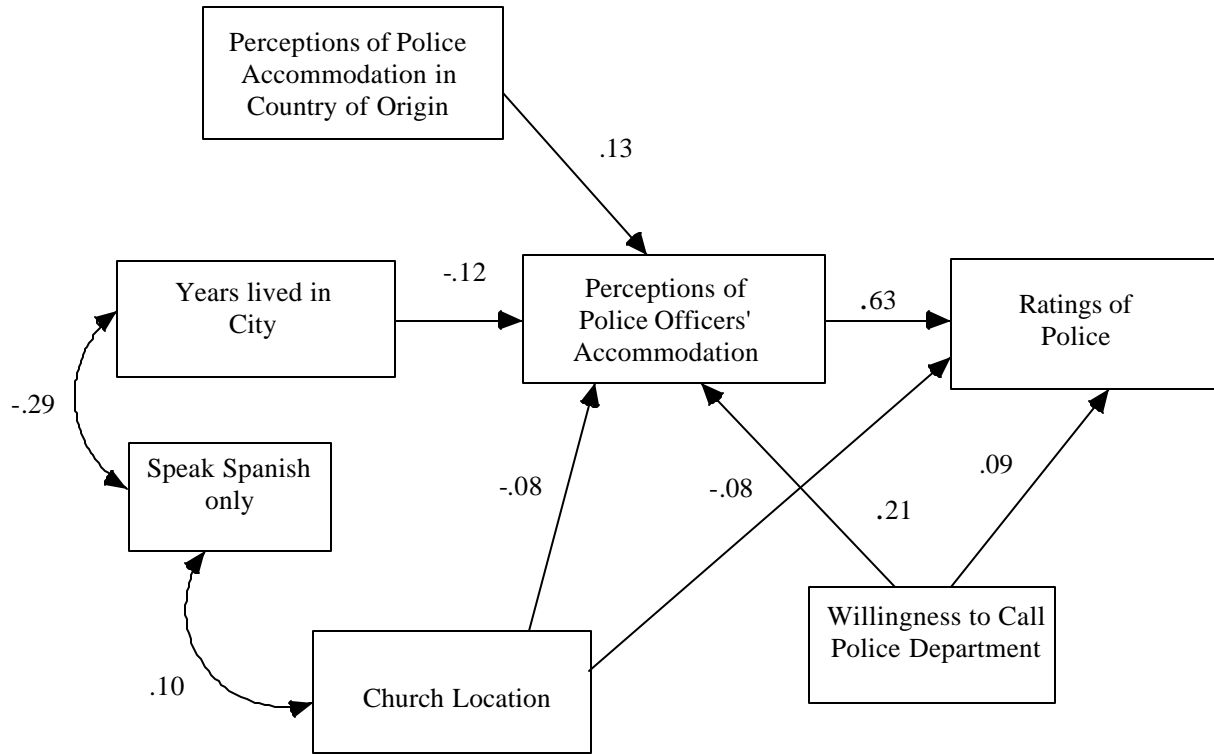 Perceptions of Police
Accommodation in
Country of Origin
.13
Years lived in
City
-.12
Perceptions of
Police Officers'
Accommodation
.63
Ratings of
Police
-.29
Speak Spanish
only
-.08
-.08
.21
.09
Willingness to Call
Police Department
.10
Church Location